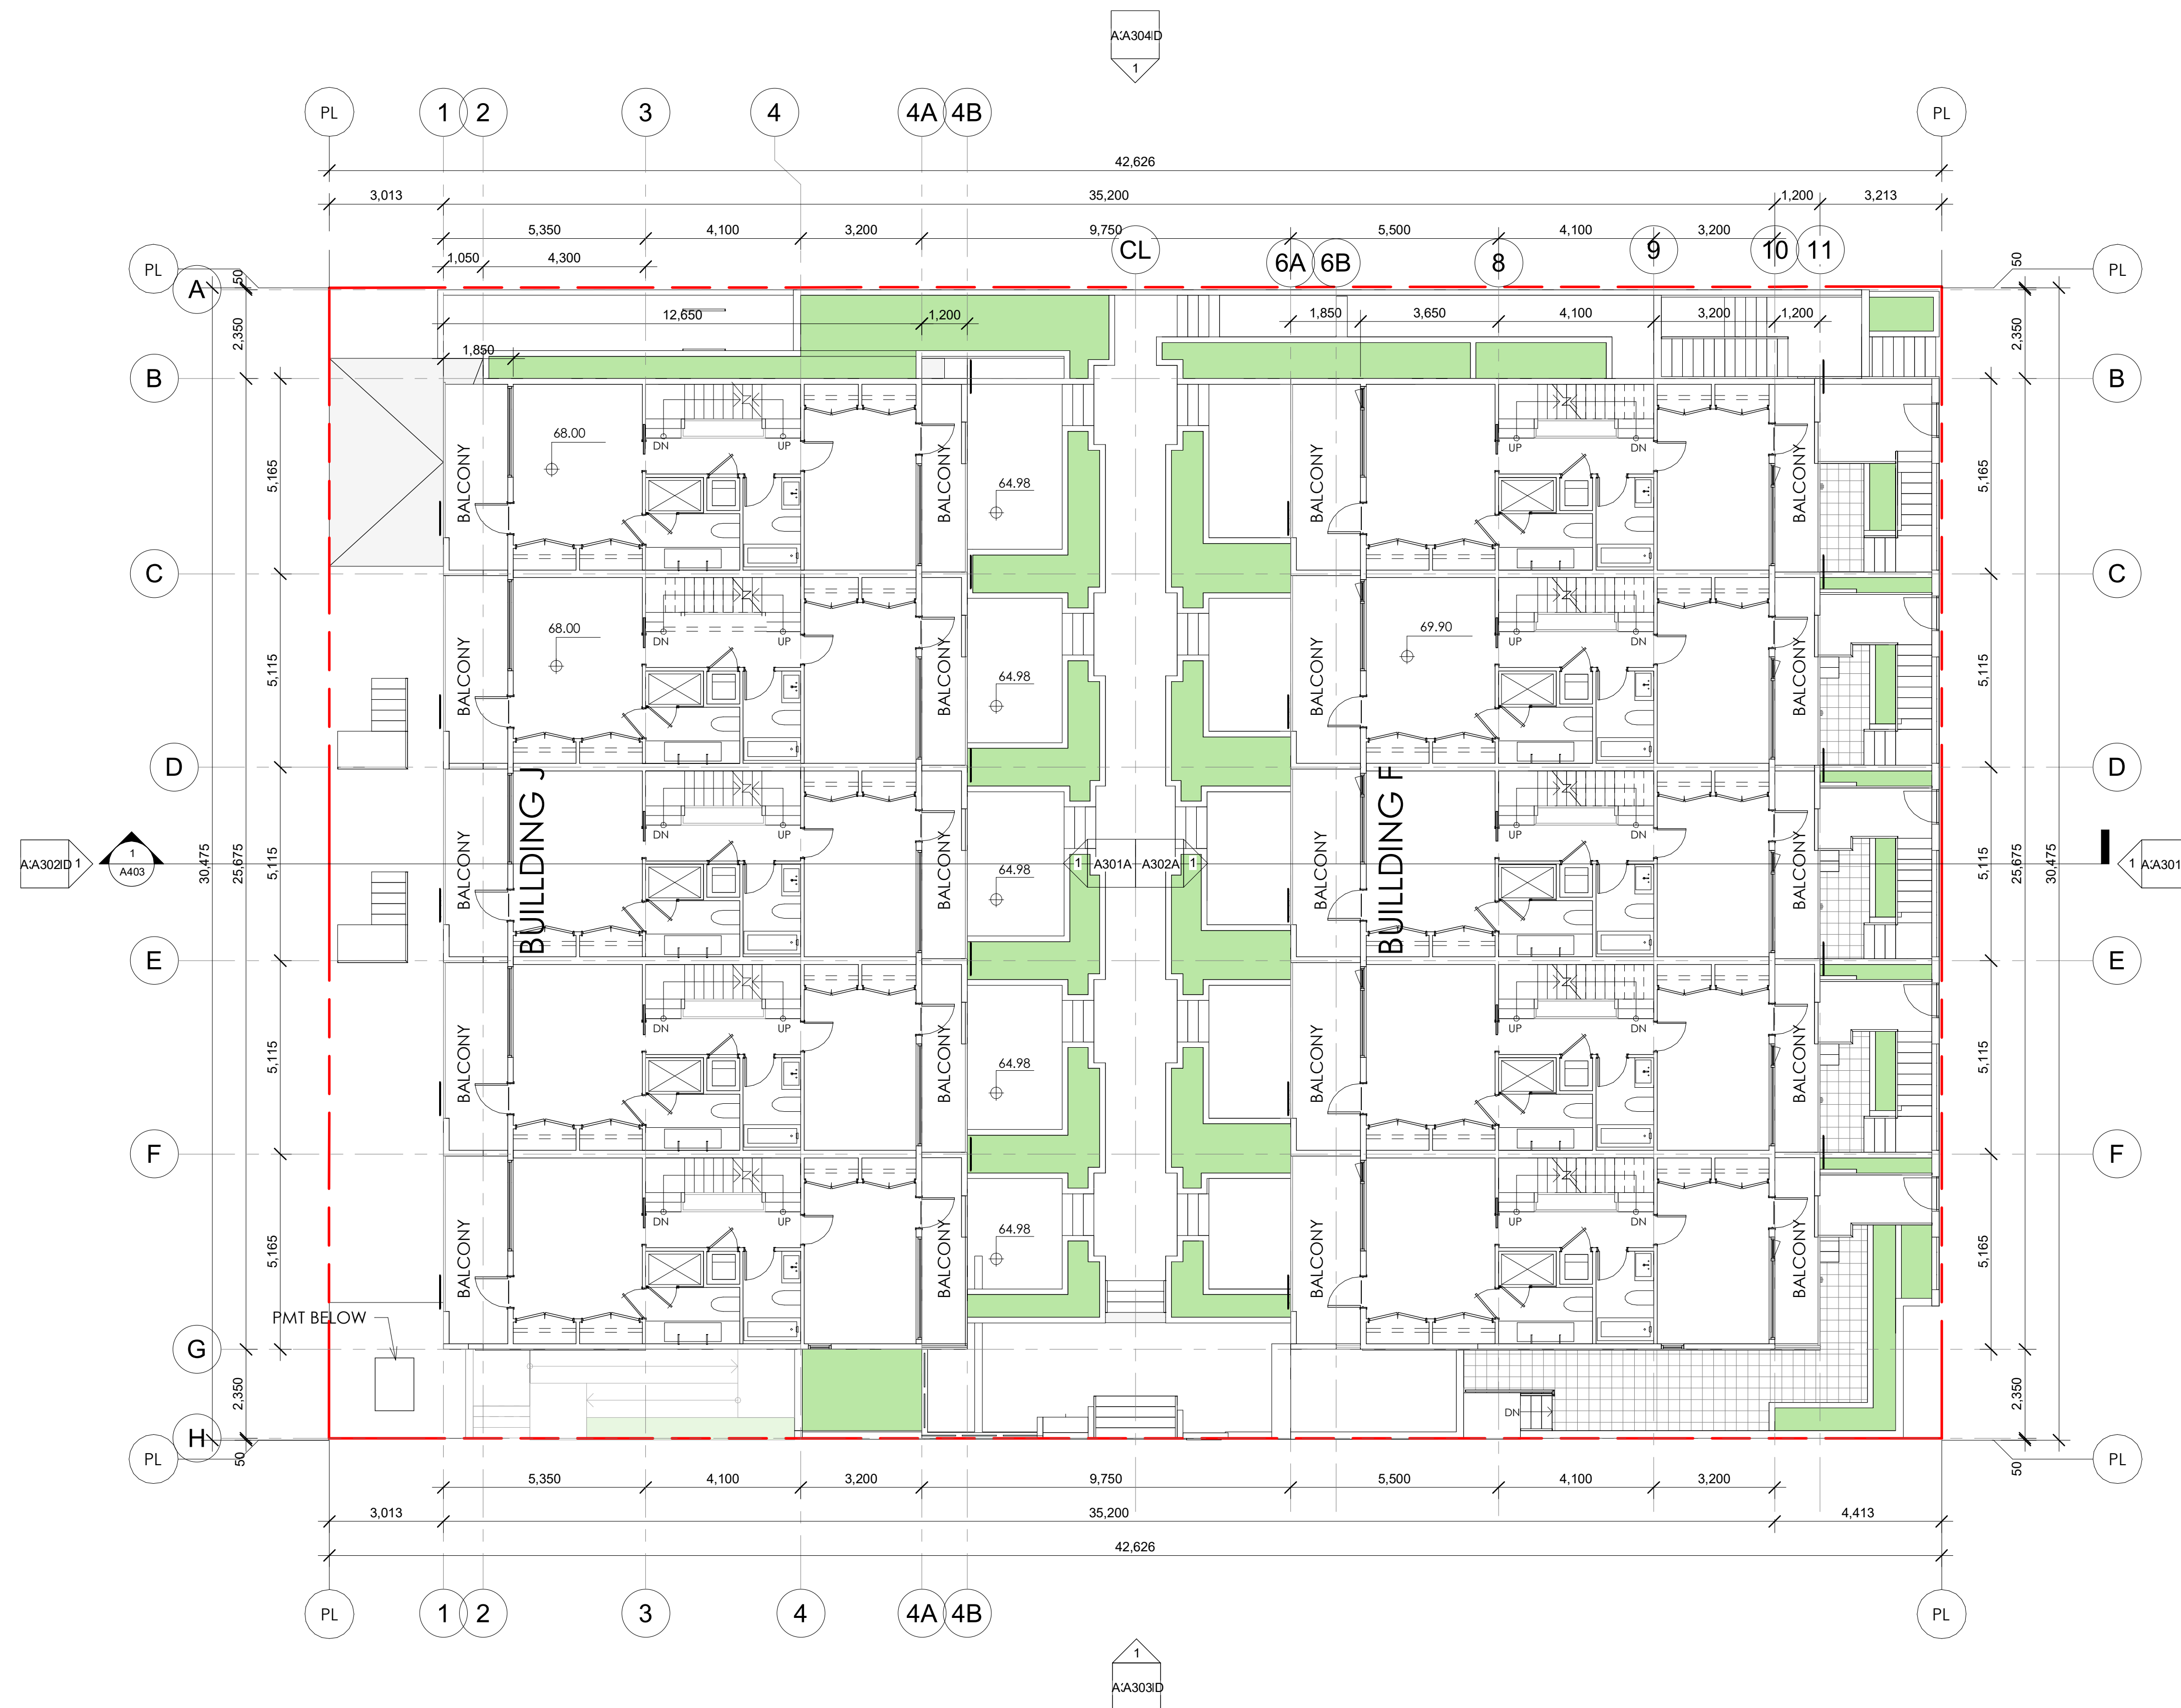 A304
1
PL 1 2 3 4 4A 4B PL
42,626
3,013 35,200 1,200 3,213
5,350 4,100 3,200 9,750 5,500 4,100 3,200
1,050 4,300
CL 6A 6B 8 9 10 11
PL A 50 50 PL
12,650 1,200 1,850 3,650 4,100 3,200 1,200
2,350 2,350
1,850
B B
68.00
DN UP UP DN
BALCONY BALCONY BALCONY BALCONY
5,165 5,165
64.98
C C
68.00 69.90
DN UP UP DN
BALCONY BALCONY BALCONY BALCONY
5,115 5,115
64.98
D D
BUILLDING J BUILLDING F
DN UP UP DN
BALCONY BALCONY BALCONY BALCONY
A302 1
1
A403
30,475 25,675 5,115
64.98
1 A301A A302A 1
5,115 25,675 30,475
1 A301
E E
DN UP UP DN
BALCONY BALCONY BALCONY BALCONY
5,115 5,115
64.98
F F
DN UP UP DN
BALCONY BALCONY BALCONY BALCONY
5,165 5,165
64.98
PMT BELOW
G
2,350 2,350
DN
H
PL 50 50 PL
5,350 4,100 3,200 9,750 5,500 4,100 3,200
3,013 35,200 4,413
42,626
PL 1 2 3 4 4A 4B PL
1
A303